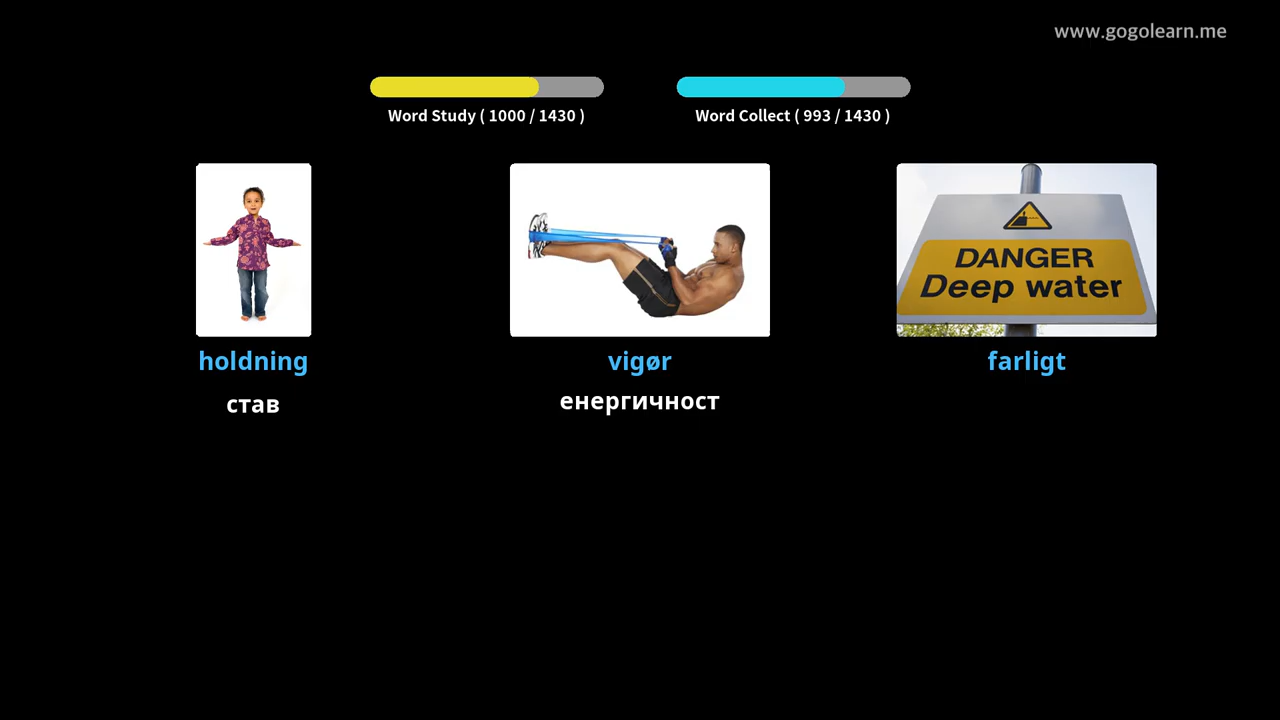 www.gogolearn.me
Word Study ( 1000 / 1430 )
Word Collect ( 993 / 1430 )
DANGER
Deep water
holdning
vigør
farligt
став
енергичност